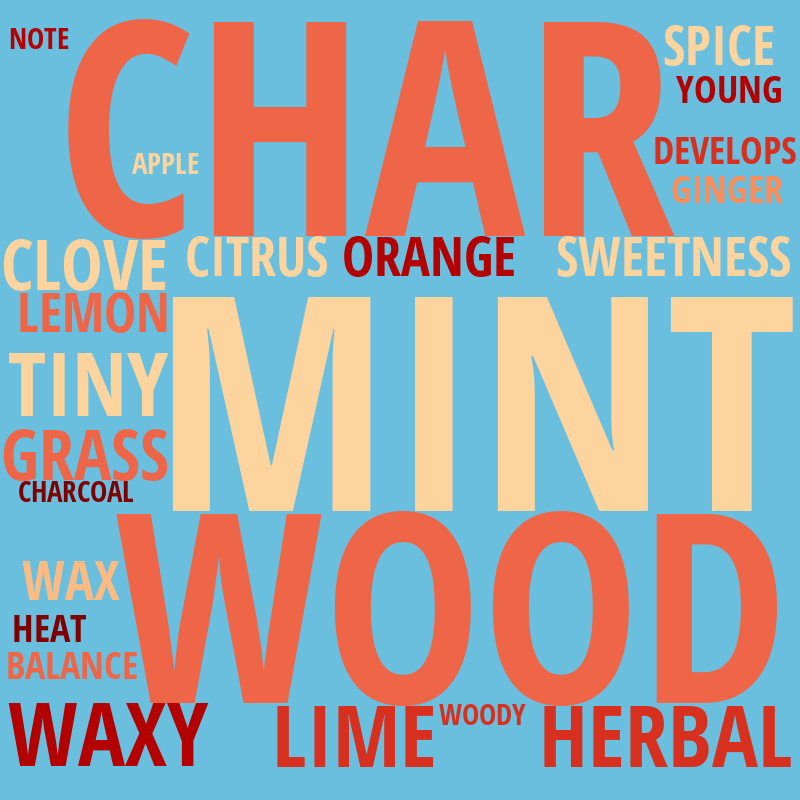 NOTE
CHAR
SPICE
YOUNG
APPLE
DEVELOPS
GINGER
CLOVE
CITRUS
ORANGE
SWEETNESS
LEMON
MINT
TINY
GRASS
CHARCOAL
WOOD
WAX
HEAT
BALANCE
WAXY
LIME
WOODY
HERBAL